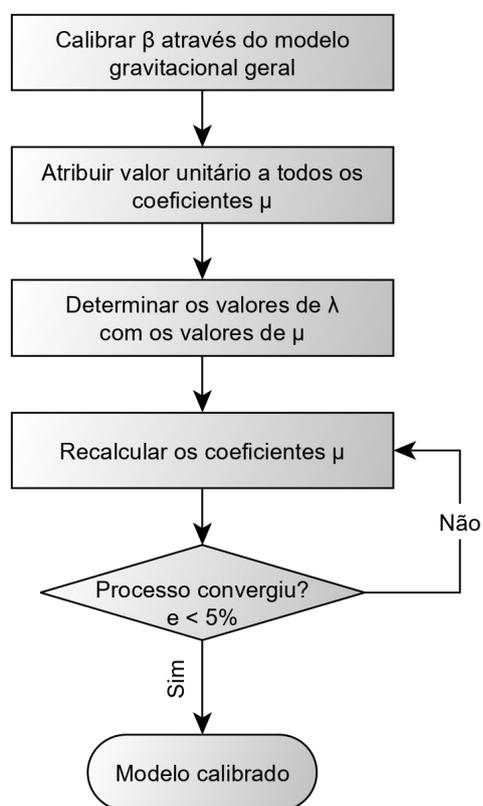 Calibrar β através do modelo
gravitacional geral
Atribuir valor unitário a todos os
coeficientes μ
Determinar os valores de λ
com os valores de μ
Recalcular os coeficientes μ
Não
Processo convergiu?
e < 5%
Sim
Modelo calibrado